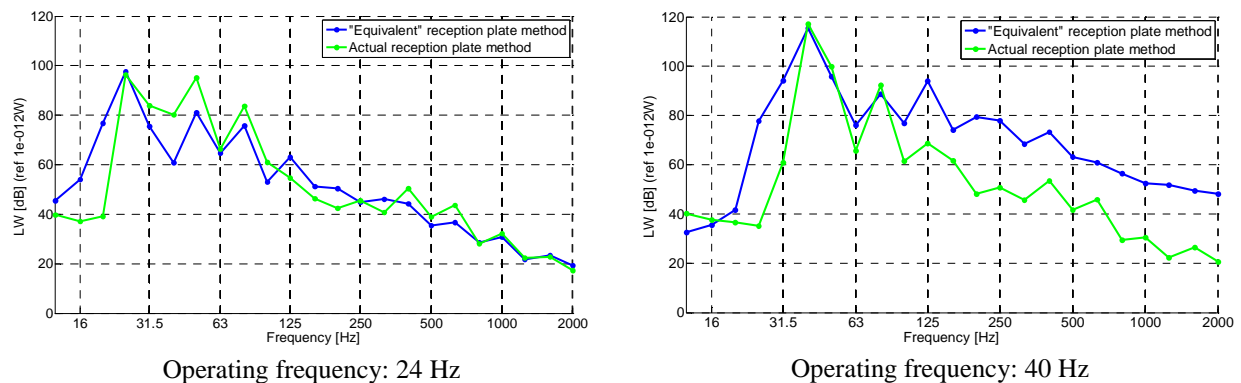 120
100
80
60
40
20
0
LW [dB] (ref 1e-012W)
"Equivalent" reception plate method
Actual reception plate method
16 31.5 63 125 250 500 1000 2000
Frequency [Hz]
Operating frequency: 24 Hz
120
100
80
60
40
20
0
LW [dB] (ref 1e-012W)
"Equivalent" reception plate method
Actual reception plate method
16 31.5 63 125 250 500 1000 2000
Frequency [Hz]
Operating frequency: 40 Hz